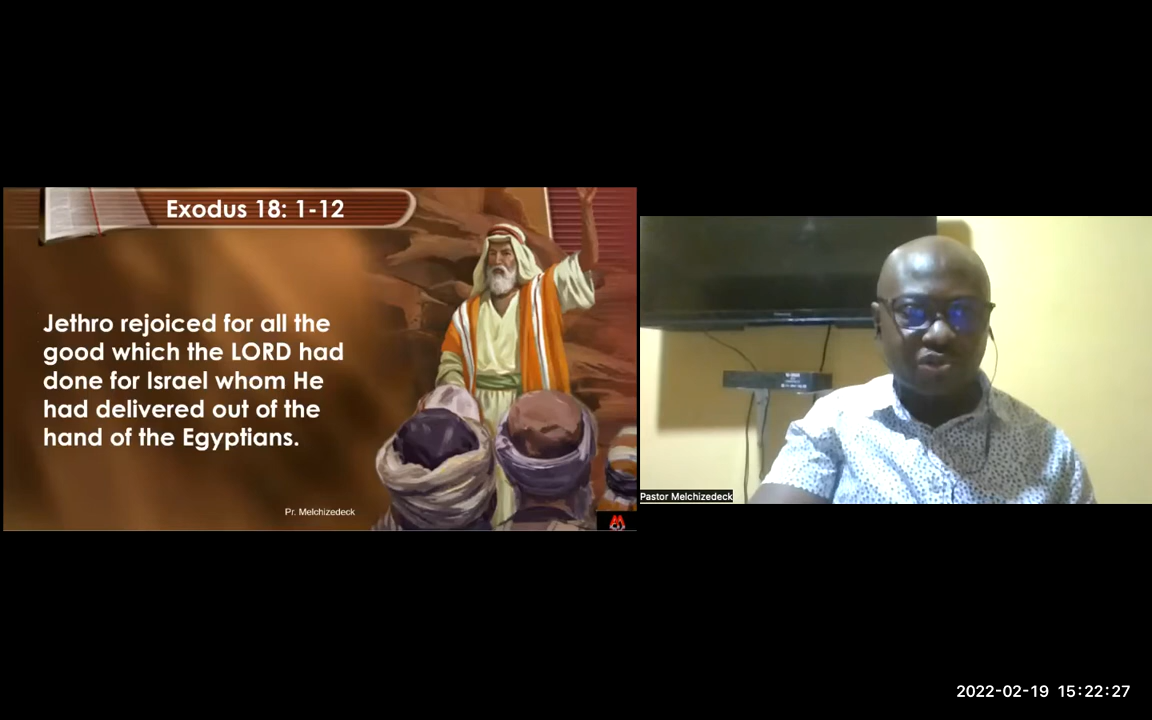 Exodus 18: 1-12
Jethro rejoiced for all the
good which the LORD had
done for Israel whom He
had delivered out of the
hand of the Egyptians.
Pr. Melchizedeck
Pastor Melchizedeck
2022-02-19 15:22:27